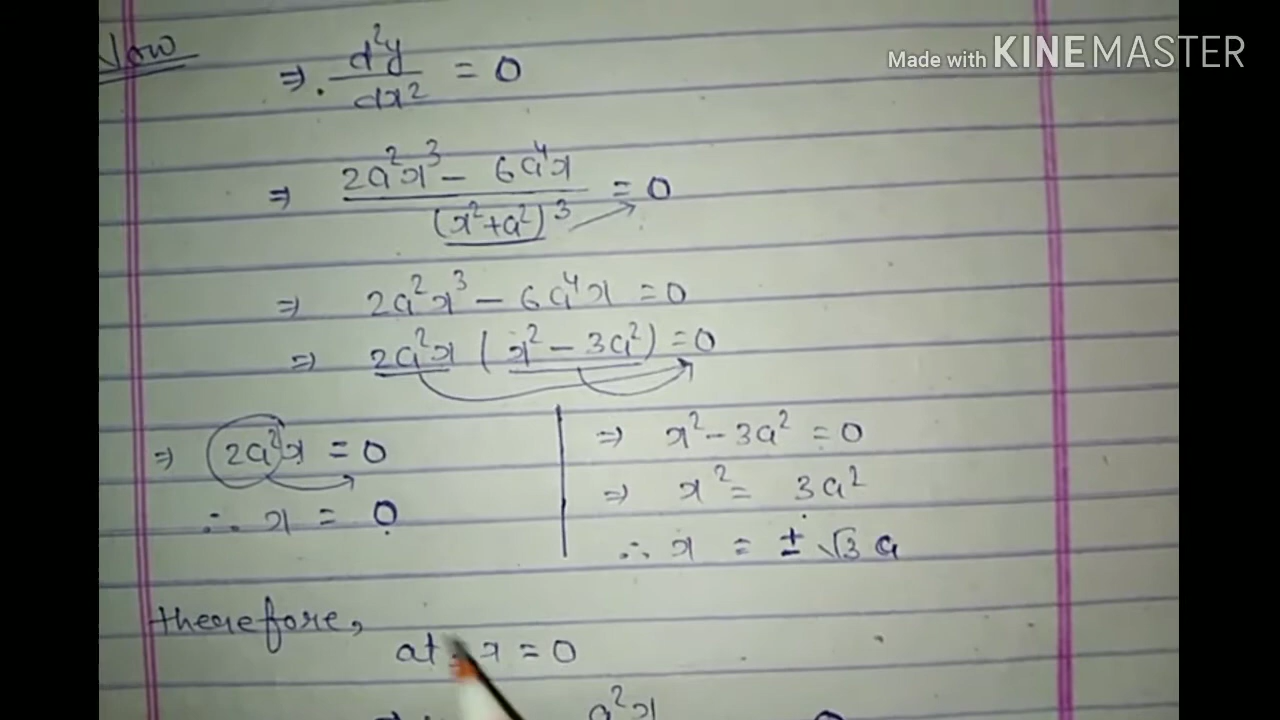 Now
Made with KINEMASTER
⇒ . d²y/dx² = 0
⇒ (2a²x³ − 6a⁴x)/(x²+a²)³ = 0
⇒ 2a²x³ − 6a⁴x = 0
⇒ 2a²x (x² − 3a²) = 0
⇒ 2a²x = 0
∴ x = 0
⇒ x² − 3a² = 0
⇒ x² = 3a²
∴ x = ± √3 a
therefore,
at x = 0
a²x